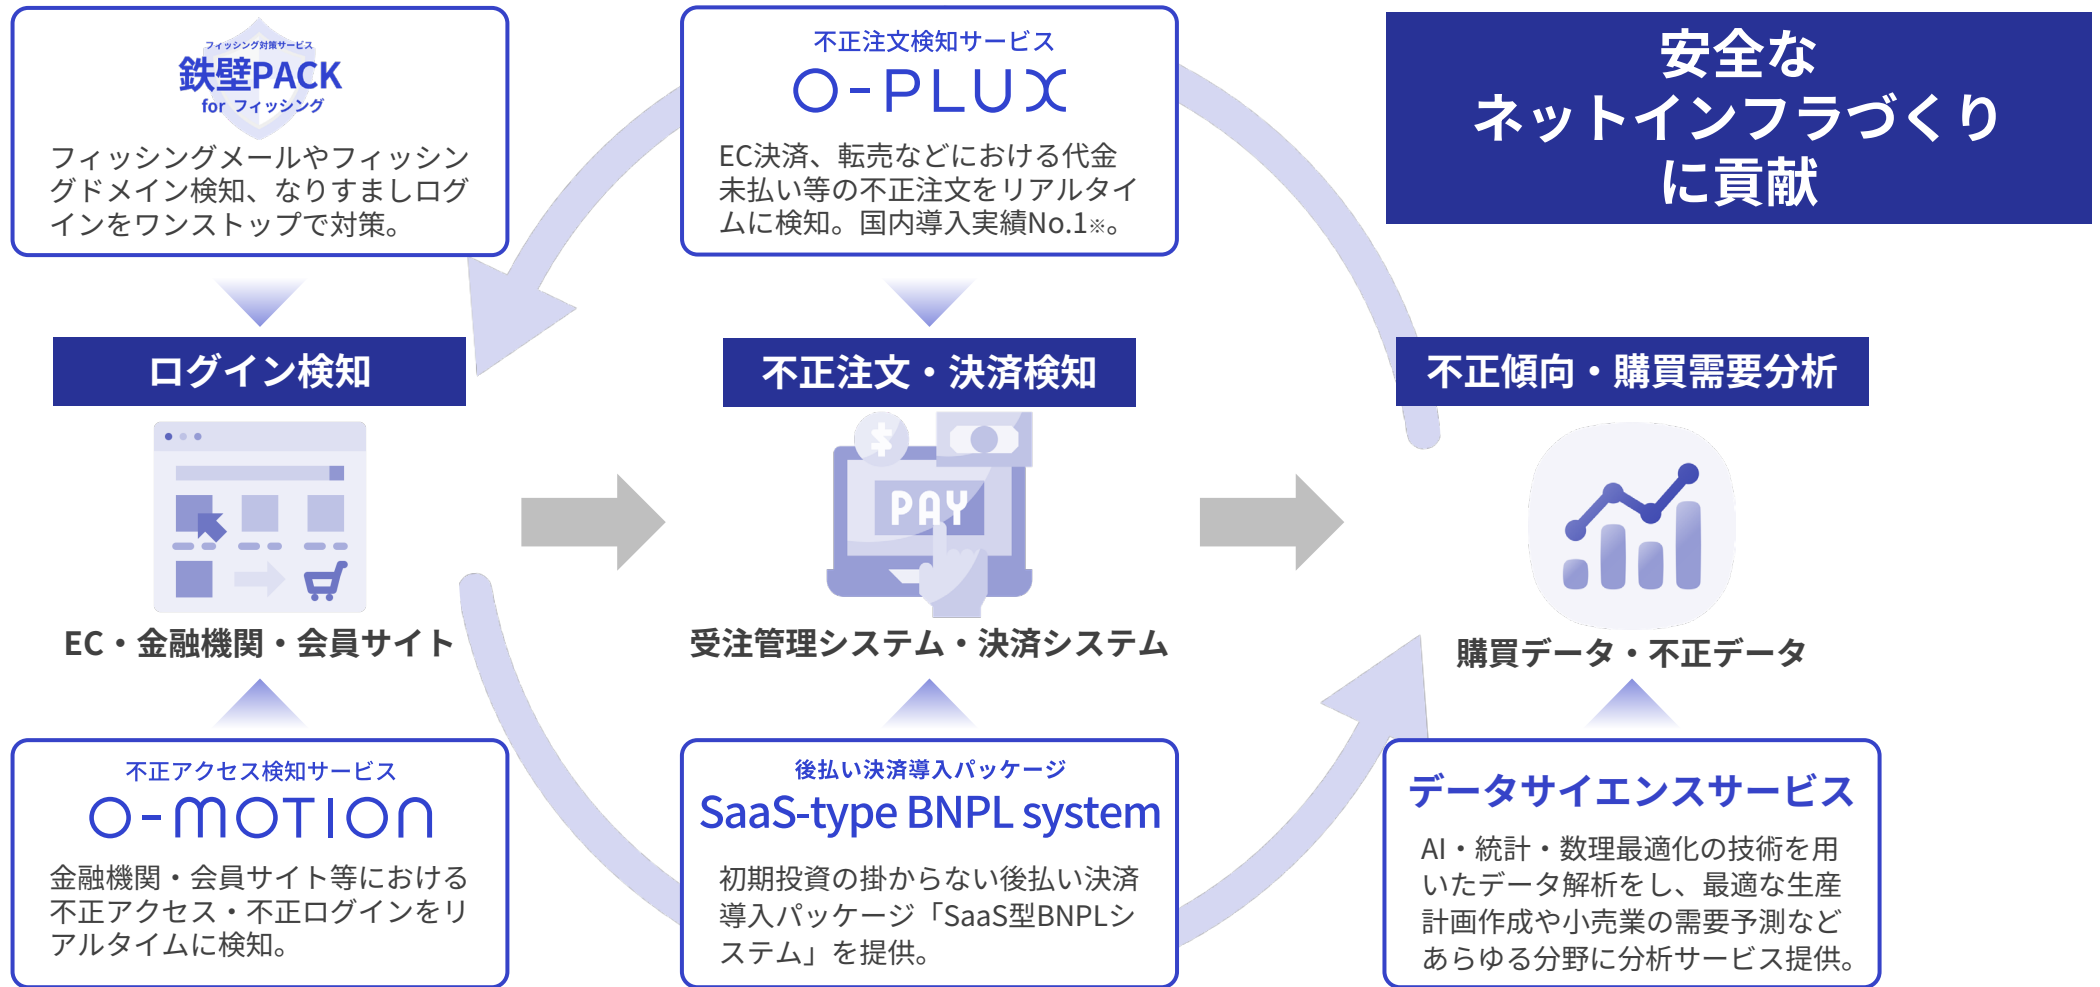 フィッシング対策サービス
鉄壁PACK
for フィッシング
フィッシングメールやフィッシン
グドメイン検知、なりすましログ
インをワンストップで対策。
不正注文検知サービス
O-PLUX
EC決済、転売などにおける代金
未払い等の不正注文をリアルタイ
ムに検知。国内導入実績No.1※。
安全な
ネットインフラづくり
に貢献
ログイン検知
不正注文・決済検知
不正傾向・購買需要分析
PAY
EC・金融機関・会員サイト
受注管理システム・決済システム
購買データ・不正データ
不正アクセス検知サービス
O-MOTION
金融機関・会員サイト等における
不正アクセス・不正ログインをリ
アルタイムに検知。
後払い決済導入パッケージ
SaaS-type BNPL system
初期投資の掛からない後払い決済
導入パッケージ「SaaS型BNPLシ
ステム」を提供。
データサイエンスサービス
AI・統計・数理最適化の技術を用
いたデータ解析をし、最適な生産
計画作成や小売業の需要予測など
あらゆる分野に分析サービス提供。